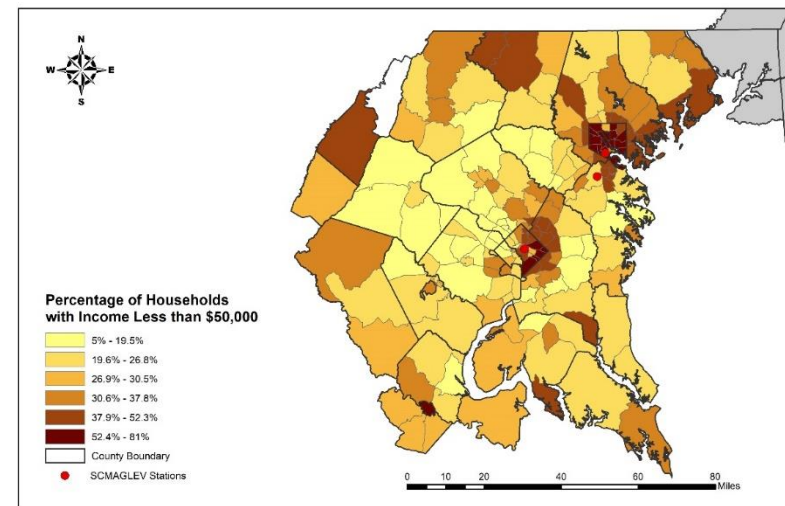 N
W E
S
Percentage of Households
with Income Less than $50,000
5% - 19.5%
19.6% - 26.8%
26.9% - 30.5%
30.6% - 37.8%
37.9% - 52.3%
52.4% - 81%
County Boundary
SCMAGLEV Stations
0 10 20 40 60 80
Miles